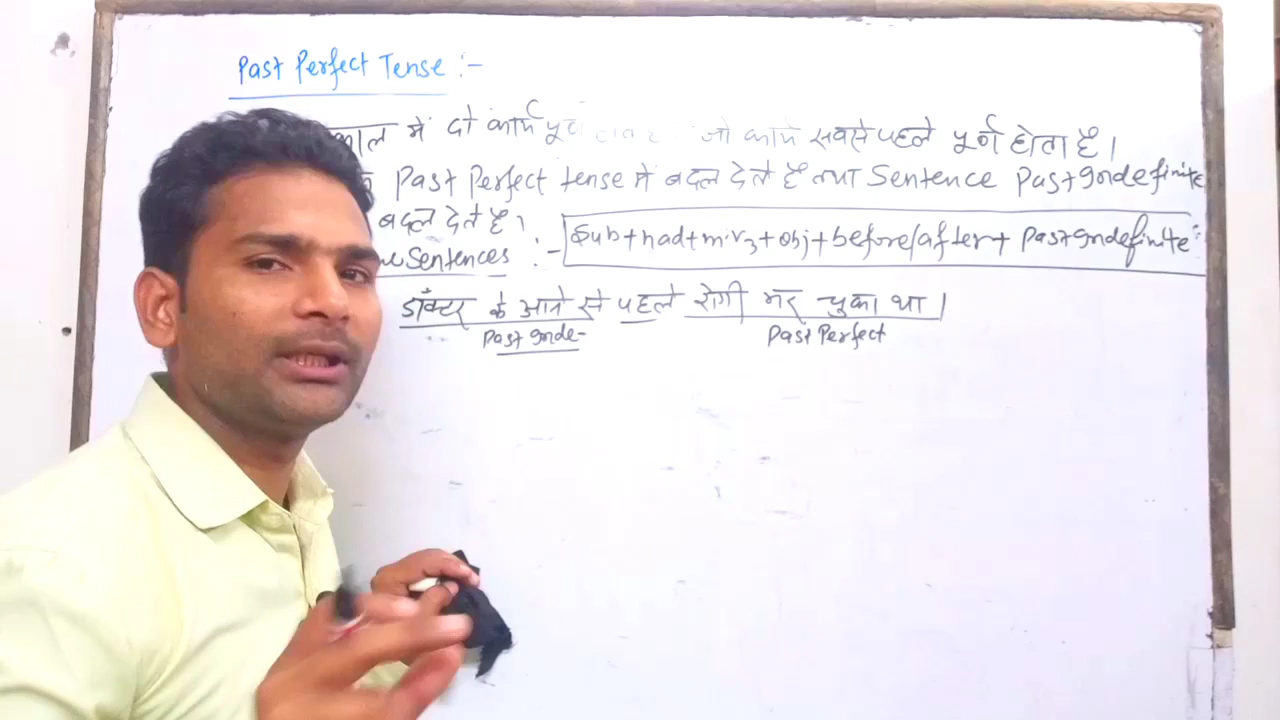 Past Perfect Tense :-
काल में दो कार्य जो कार्य सबसे पहले पूर्ण होता है।
Past Perfect tense में बदल देते हैं तथा Sentence Past Indefinite
बदल देते है।
Sentences :- Sub+had+m.v3+obj+before/after+ Past Indefinite
डॉक्टर के आने से पहले रोगी मर चुका था।
Past Inde- Past Perfect